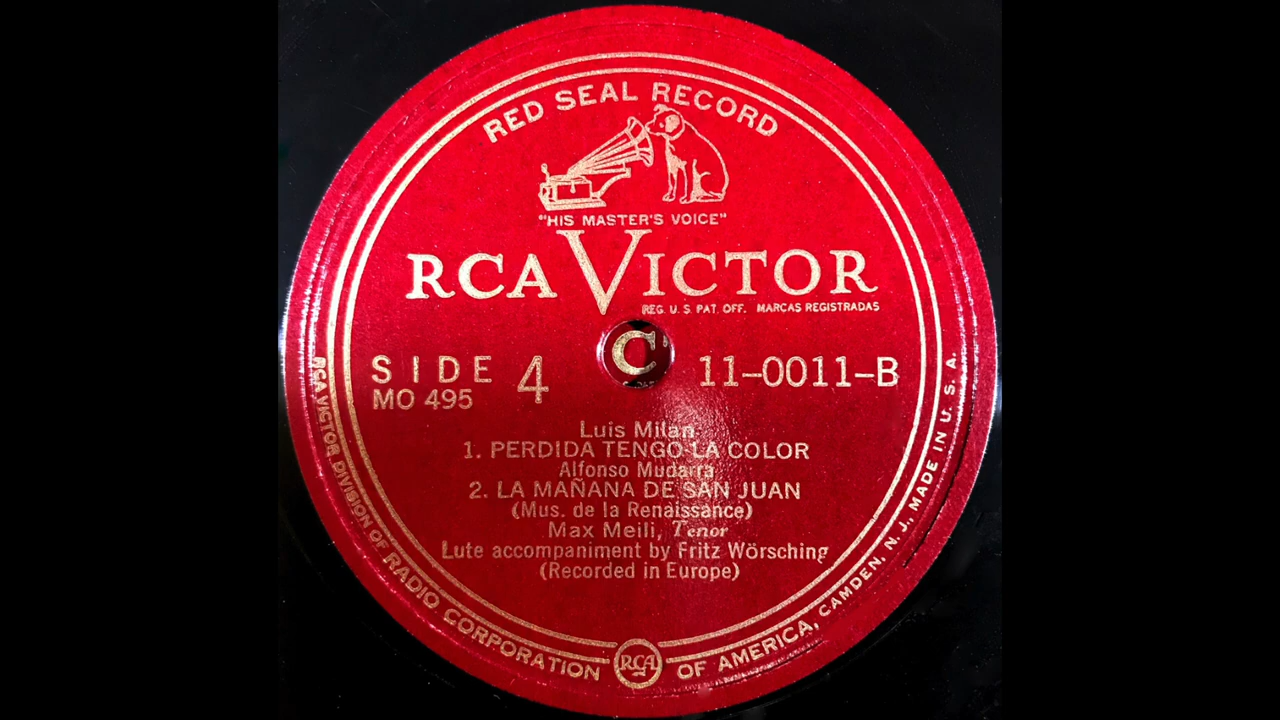 RED SEAL RECORD
"HIS MASTER'S VOICE"
RCA VICTOR
REG. U. S. PAT. OFF. MARCAS REGISTRADAS
SIDE 4
MO 495
C
11-0011-B
Luis Milan
1. PERDIDA TENGO LA COLOR
Alfonso Mudarra
2. LA MAÑANA DE SAN JUAN
(Mus. de la Renaissance)
Max Meili, Tenor
Lute accompaniment by Fritz Wörsching
(Recorded in Europe)
RCA VICTOR DIVISION OF RADIO CORPORATION RCA OF AMERICA, CAMDEN, N. J., MADE IN U. S. A.